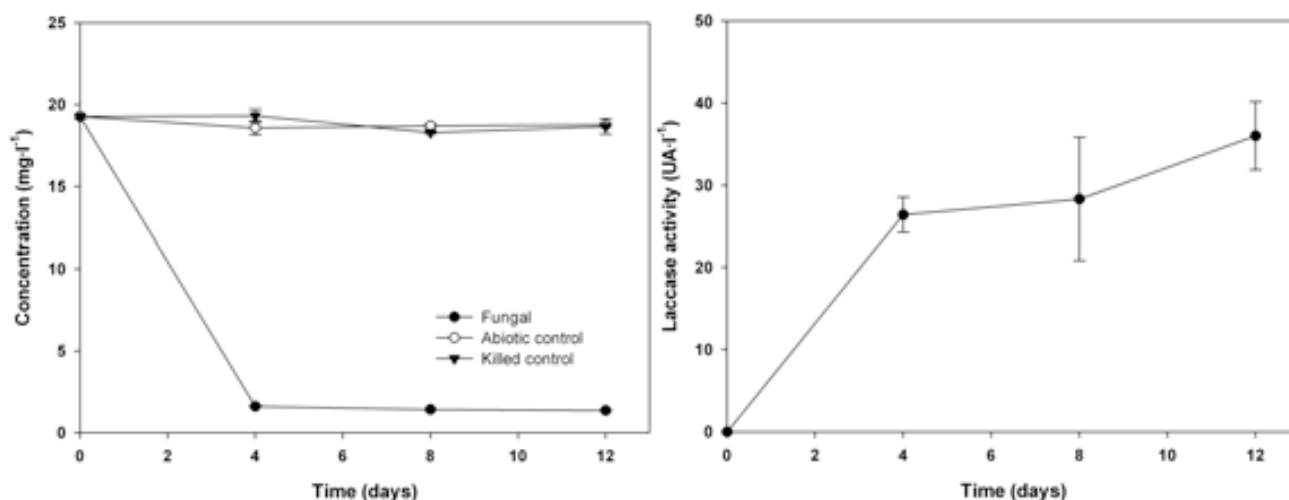 25
20
15
10
5
0
Concentration (mg·l⁻¹)
Fungal
Abiotic control
Killed control
0 2 4 6 8 10 12
Time (days)
50
40
30
20
10
0
Laccase activity (UA·l⁻¹)
0 2 4 6 8 10 12
Time (days)